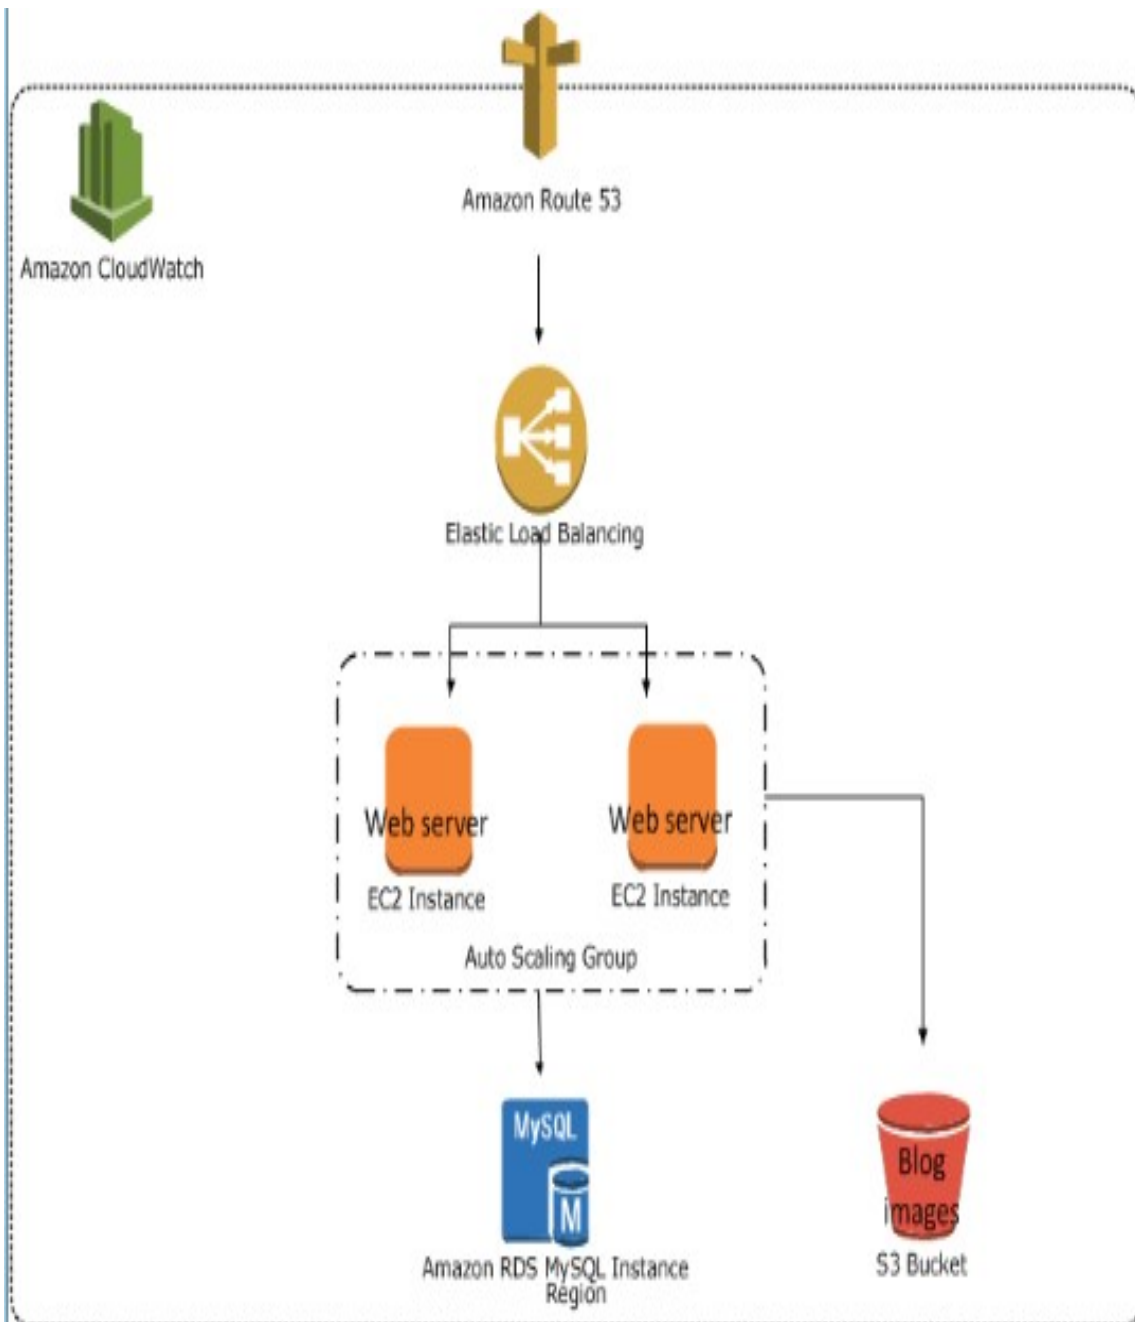 Amazon Route 53
Amazon CloudWatch
Elastic Load Balancing
Web server
EC2 Instance
Web server
EC2 Instance
Auto Scaling Group
MySQL
M
Amazon RDS MySQL Instance
Region
Blog
images
S3 Bucket